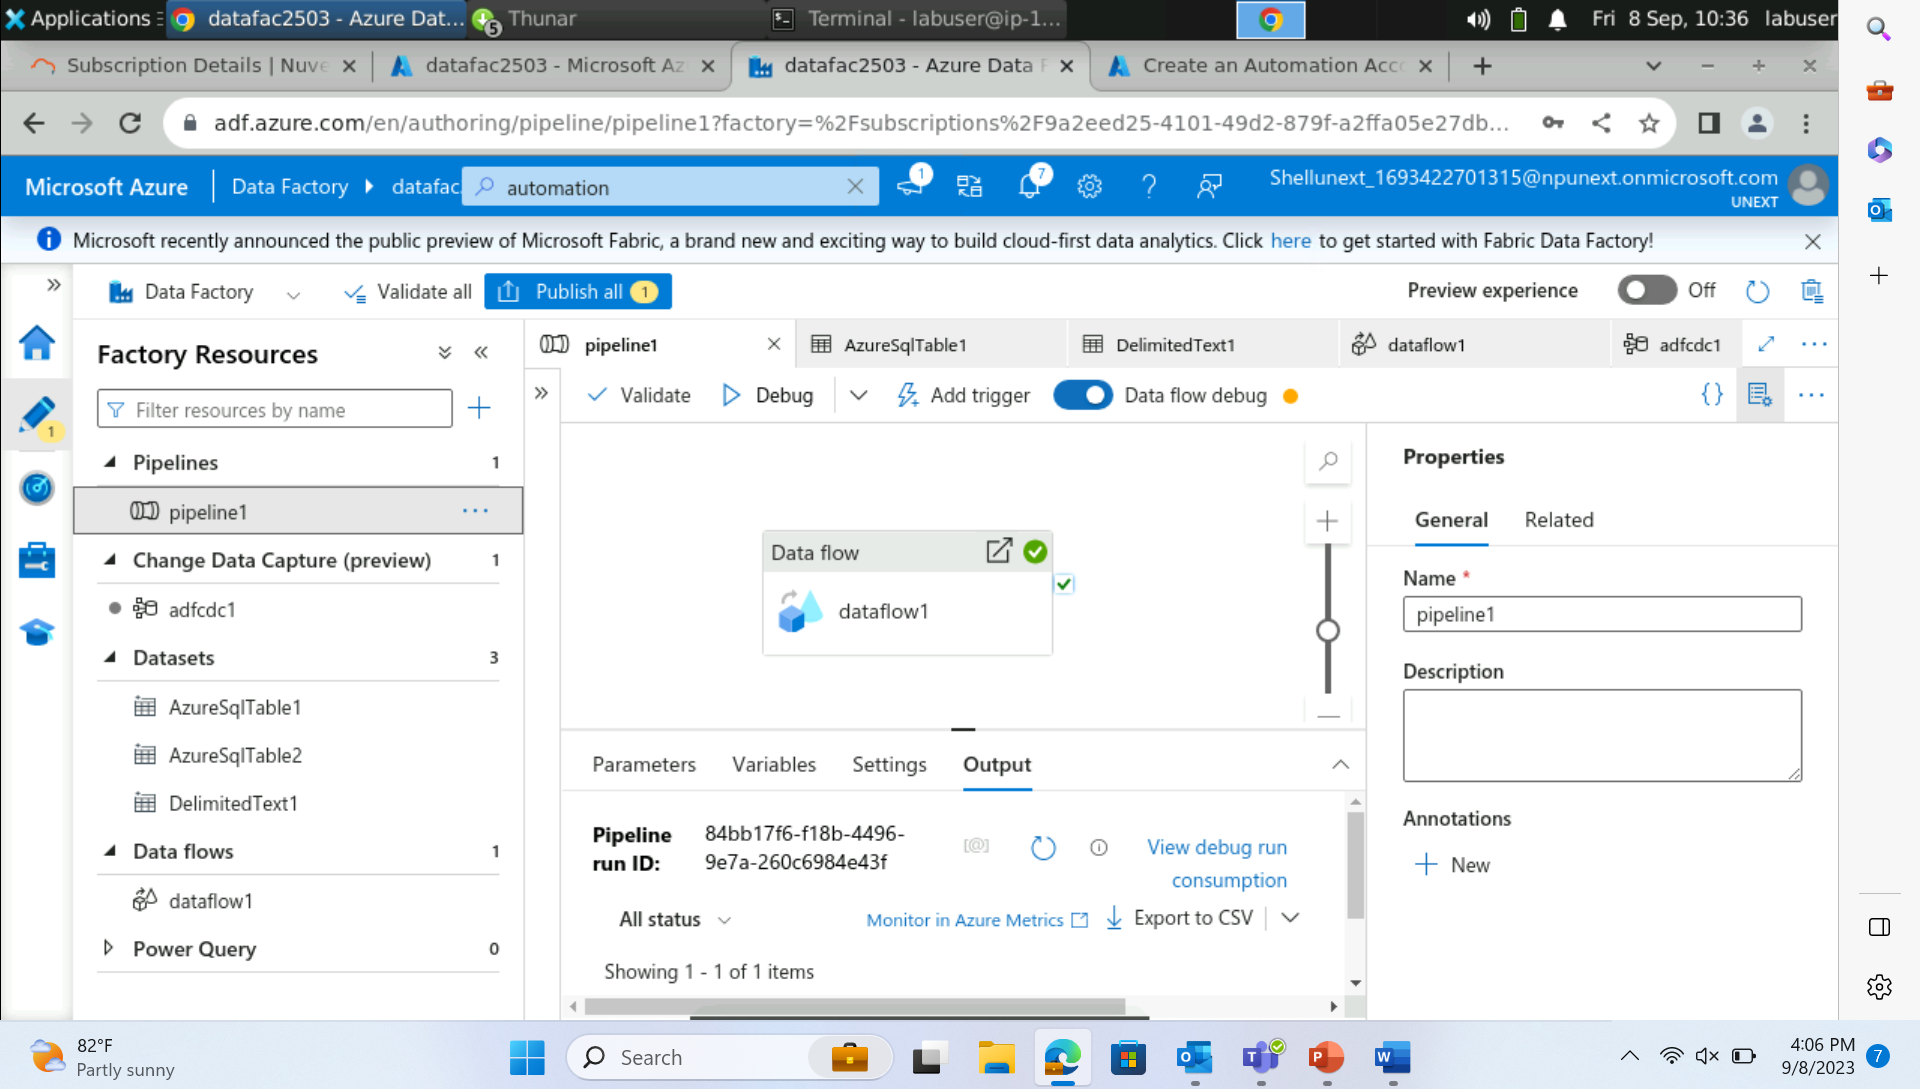 Applications
datafac2503 - Azure Dat...
5
Thunar
Terminal - labuser@ip-1...
Fri 8 Sep, 10:36
labuser
Subscription Details | Nuve
datafac2503 - Microsoft Az
datafac2503 - Azure Data F
Create an Automation Acc
adf.azure.com/en/authoring/pipeline/pipeline1?factory=%2Fsubscriptions%2F9a2eed25-4101-49d2-879f-a2ffa05e27db...
Microsoft Azure
Data Factory
datafac
automation
1
7
Shellunext_1693422701315@npunext.onmicrosoft.com
UNEXT
Microsoft recently announced the public preview of Microsoft Fabric, a brand new and exciting way to build cloud-first data analytics. Click here to get started with Fabric Data Factory!
Data Factory
Validate all
Publish all 1
Preview experience
Off
Factory Resources
Filter resources by name
1
Pipelines 1
pipeline1
Change Data Capture (preview) 1
adfcdc1
Datasets 3
AzureSqlTable1
AzureSqlTable2
DelimitedText1
Data flows 1
dataflow1
Power Query 0
pipeline1
AzureSqlTable1
DelimitedText1
dataflow1
adfcdc1
Validate
Debug
Add trigger
Data flow debug
Data flow
dataflow1
Parameters
Variables
Settings
Output
Pipeline run ID:
84bb17f6-f18b-4496-
9e7a-260c6984e43f
[@]
View debug run
consumption
All status
Monitor in Azure Metrics
Export to CSV
Showing 1 - 1 of 1 items
Properties
General
Related
Name *
pipeline1
Description
Annotations
New
82°F
Partly sunny
Search
4:06 PM
9/8/2023
7